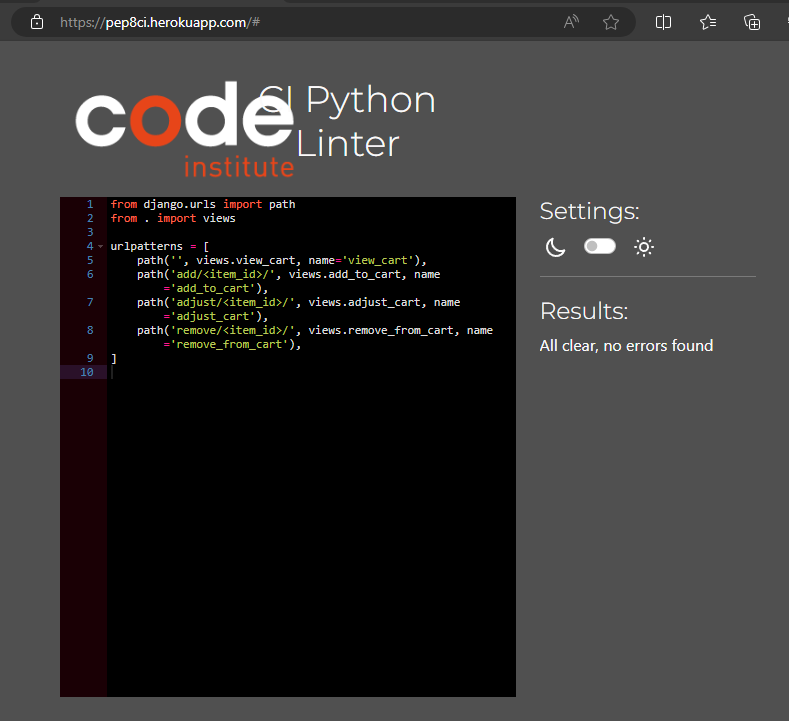 https://pep8ci.herokuapp.com/#
code
institute
CI Python
Linter
1 from django.urls import path
2 from . import views
3
4 urlpatterns = [
5 path('', views.view_cart, name='view_cart'),
6 path('add/<item_id>/', views.add_to_cart, name
='add_to_cart'),
7 path('adjust/<item_id>/', views.adjust_cart, name
='adjust_cart'),
8 path('remove/<item_id>/', views.remove_from_cart, name
='remove_from_cart'),
9 ]
10
Settings:
Results:
All clear, no errors found